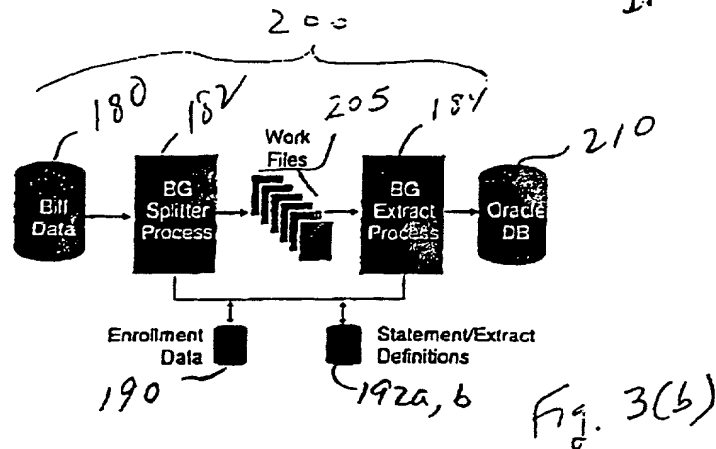 200
180
182
205
184
210
Work
Files
Bill
Data
BG
Splitter
Process
BG
Extract
Process
Oracle
DB
Enrollment
Data
Statement/Extract
Definitions
190
192a, b
Fig. 3(b)